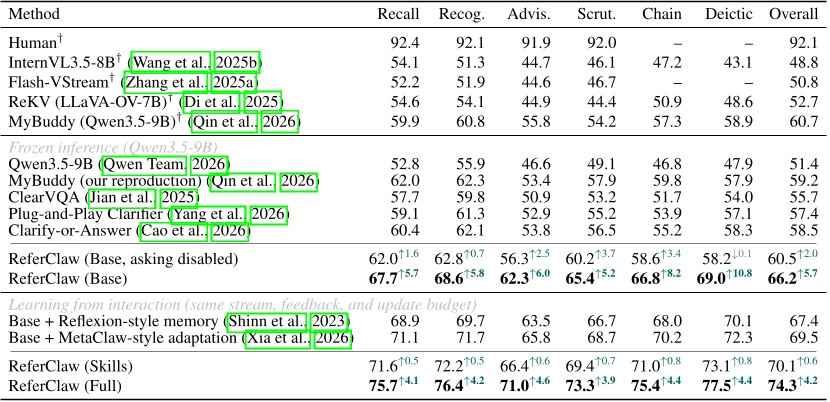 Method Recall Recog. Advis. Scrut. Chain Deictic Overall
Human† 92.4 92.1 91.9 92.0 – – 92.1
InternVL3.5-8B† (Wang et al., 2025b) 54.1 51.3 44.7 46.1 47.2 43.1 48.8
Flash-VStream† (Zhang et al., 2025a) 52.2 51.9 44.6 46.7 – – 50.8
ReKV (LLaVA-OV-7B)† (Di et al., 2025) 54.6 54.1 44.9 44.4 50.9 48.6 52.7
MyBuddy (Qwen3.5-9B)† (Qin et al., 2026) 59.9 60.8 55.8 54.2 57.3 58.9 60.7
Frozen inference (Qwen3.5-9B)
Qwen3.5-9B (Qwen Team, 2026) 52.8 55.9 46.6 49.1 46.8 47.9 51.4
MyBuddy (our reproduction) (Qin et al., 2026) 62.0 62.3 53.4 57.9 59.8 57.9 59.2
ClearVQA (Jian et al., 2025) 57.7 59.8 50.9 53.2 51.7 54.0 55.7
Plug-and-Play Clarifier (Yang et al., 2026) 59.1 61.3 52.9 55.2 53.9 57.1 57.4
Clarify-or-Answer (Cao et al., 2026) 60.4 62.1 53.8 56.5 55.2 58.3 58.5
ReferClaw (Base, asking disabled) 62.0↑1.6 62.8↑0.7 56.3↑2.5 60.2↑3.7 58.6↑3.4 58.2↓0.1 60.5↑2.0
ReferClaw (Base) 67.7↑5.7 68.6↑5.8 62.3↑6.0 65.4↑5.2 66.8↑8.2 69.0↑10.8 66.2↑5.7
Learning from interaction (same stream, feedback, and update budget)
Base + Reflexion-style memory (Shinn et al., 2023) 68.9 69.7 63.5 66.7 68.0 70.1 67.4
Base + MetaClaw-style adaptation (Xia et al., 2026) 71.1 71.7 65.8 68.7 70.2 72.3 69.5
ReferClaw (Skills) 71.6↑0.5 72.2↑0.5 66.4↑0.6 69.4↑0.7 71.0↑0.8 73.1↑0.8 70.1↑0.6
ReferClaw (Full) 75.7↑4.1 76.4↑4.2 71.0↑4.6 73.3↑3.9 75.4↑4.4 77.5↑4.4 74.3↑4.2